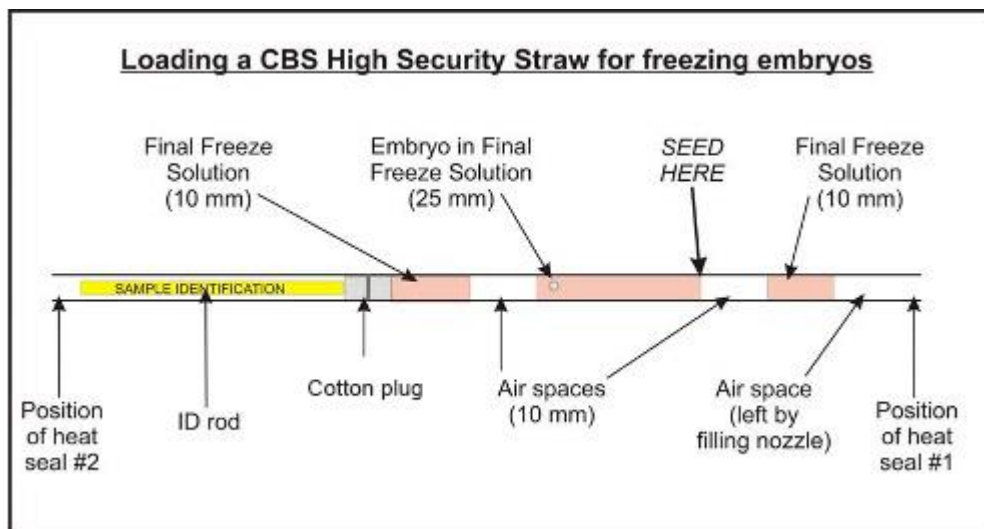 Loading a CBS High Security Straw for freezing embryos
Final Freeze
Solution
(10 mm)
Embryo in Final
Freeze Solution
(25 mm)
SEED
HERE
Final Freeze
Solution
(10 mm)
SAMPLE IDENTIFICATION
Position
of heat
seal #2
ID rod
Cotton plug
Air spaces
(10 mm)
Air space
(left by
filling nozzle)
Position
of heat
seal #1